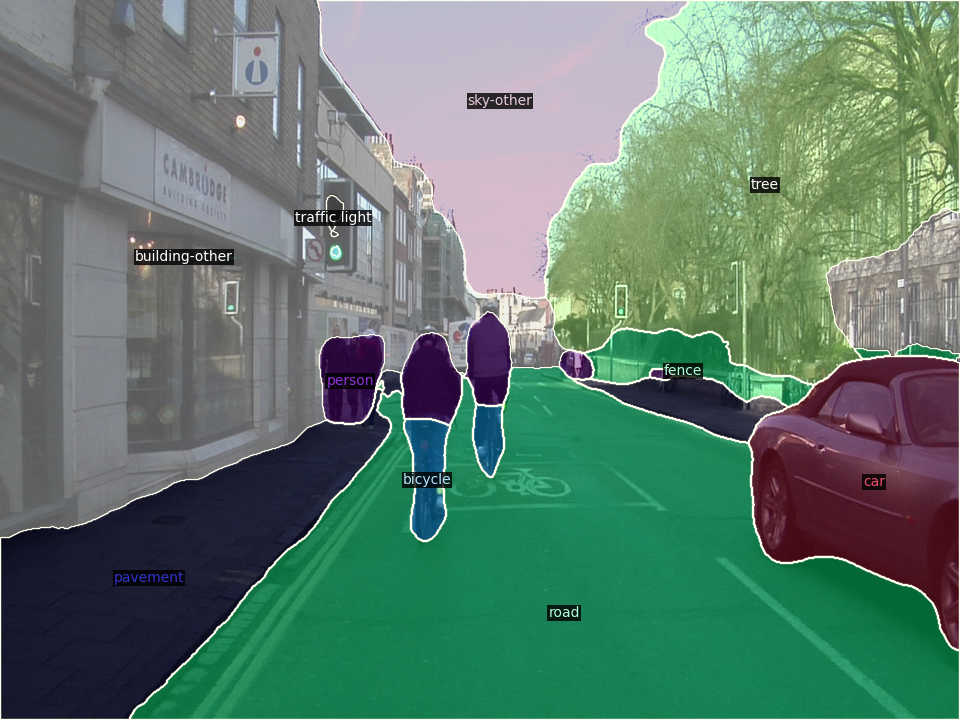 sky-other
CAMBRIDGE
BUILDING SOCIETY
tree
traffic light
building-other
person
fence
bicycle
car
pavement
road